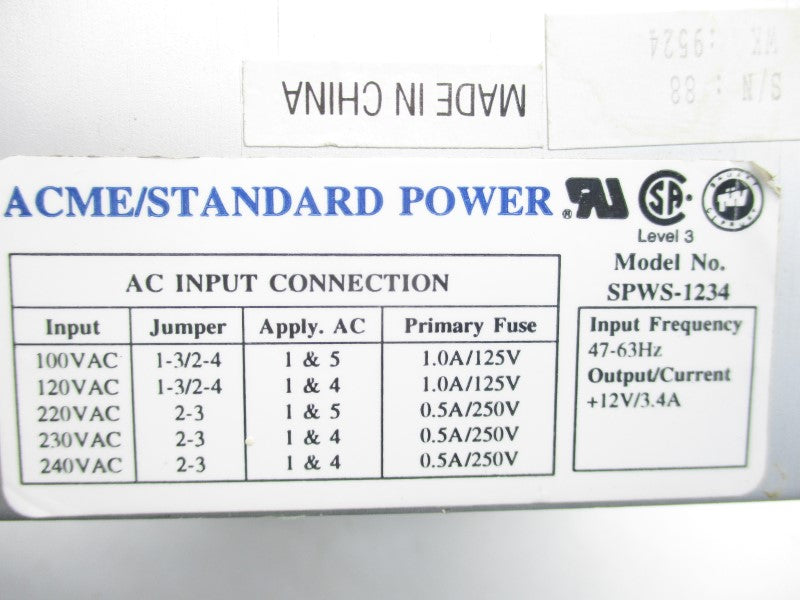 WK : 9524
S/N : 88
MADE IN CHINA
ACME/STANDARD POWER
Level 3
AC INPUT CONNECTION
Input Jumper Apply. AC Primary Fuse
100VAC 1-3/2-4 1 & 5 1.0A/125V
120VAC 1-3/2-4 1 & 4 1.0A/125V
220VAC 2-3 1 & 5 0.5A/250V
230VAC 2-3 1 & 4 0.5A/250V
240VAC 2-3 1 & 4 0.5A/250V
Model No.
SPWS-1234
Input Frequency
47-63Hz
Output/Current
+12V/3.4A